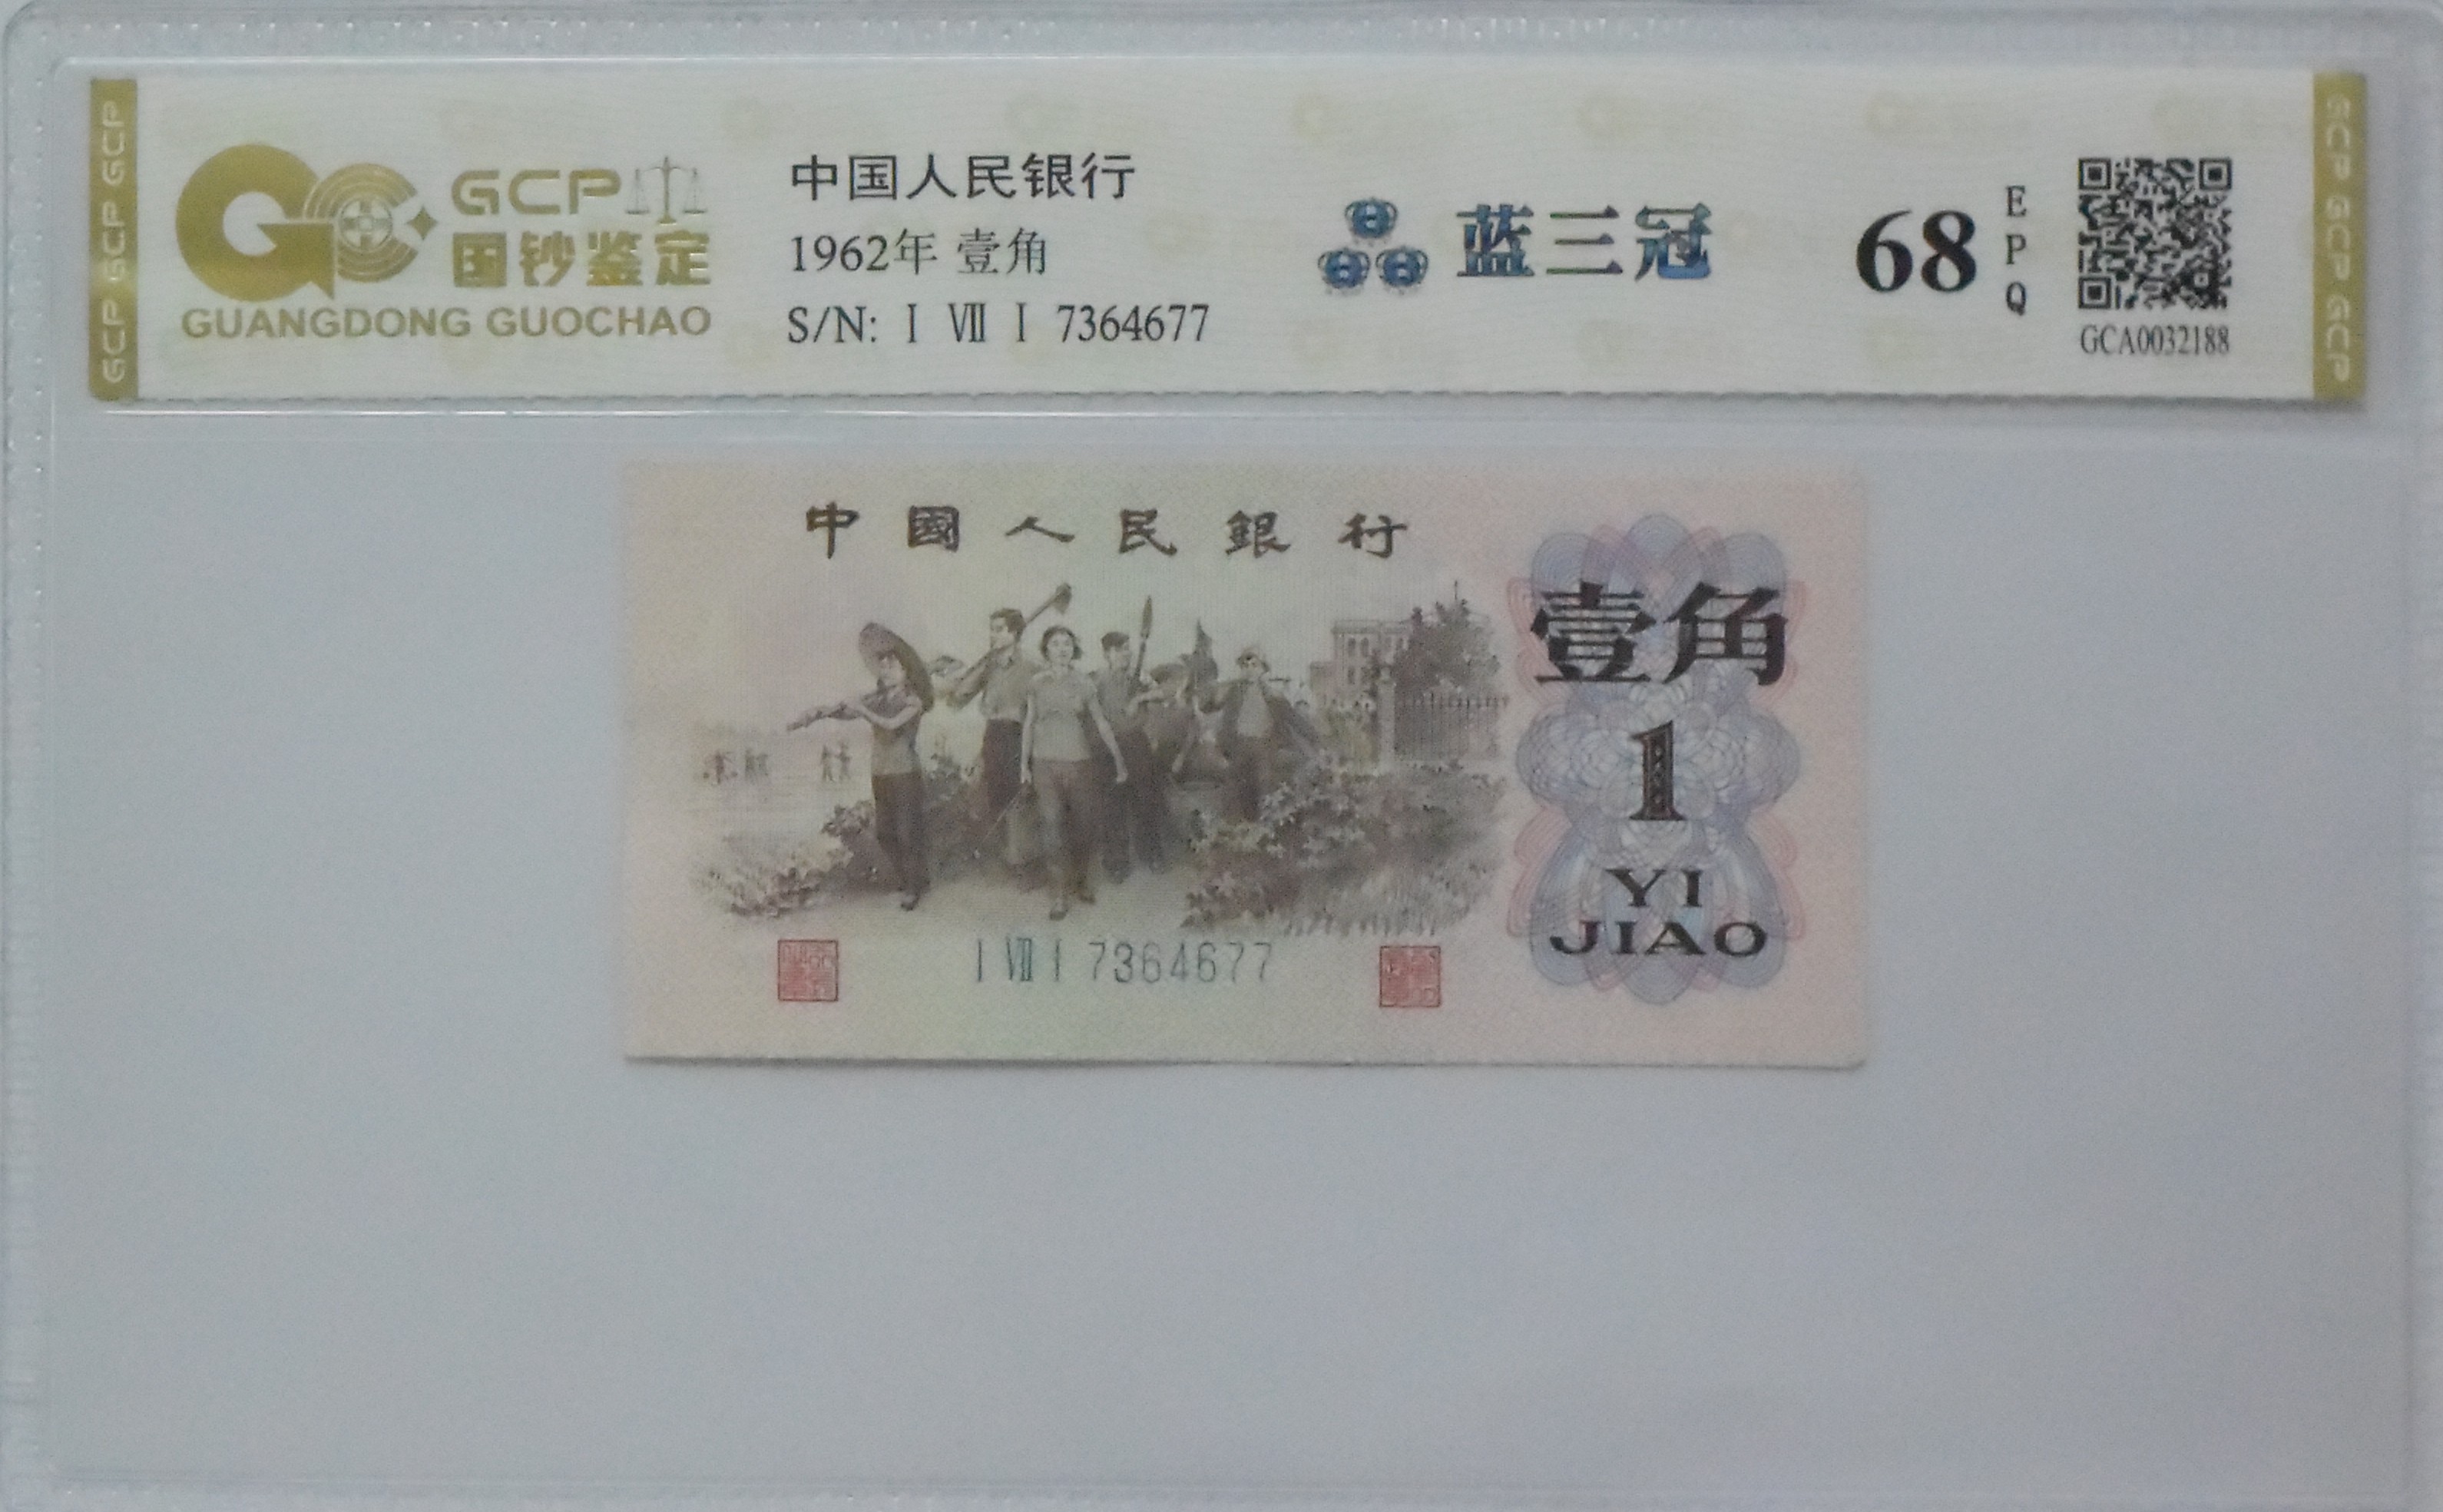 GCP GCP GCP
GCP
国钞鉴定
GUANGDONG GUOCHAO
中国人民银行
1962年 壹角
S/N: Ⅰ Ⅶ Ⅰ 7364677
蓝三冠
68
EPQ
GCA0032188
GCP GCP GCP
中國人民銀行
壹角
1
YI
JIAO
Ⅰ Ⅶ Ⅰ 7364677